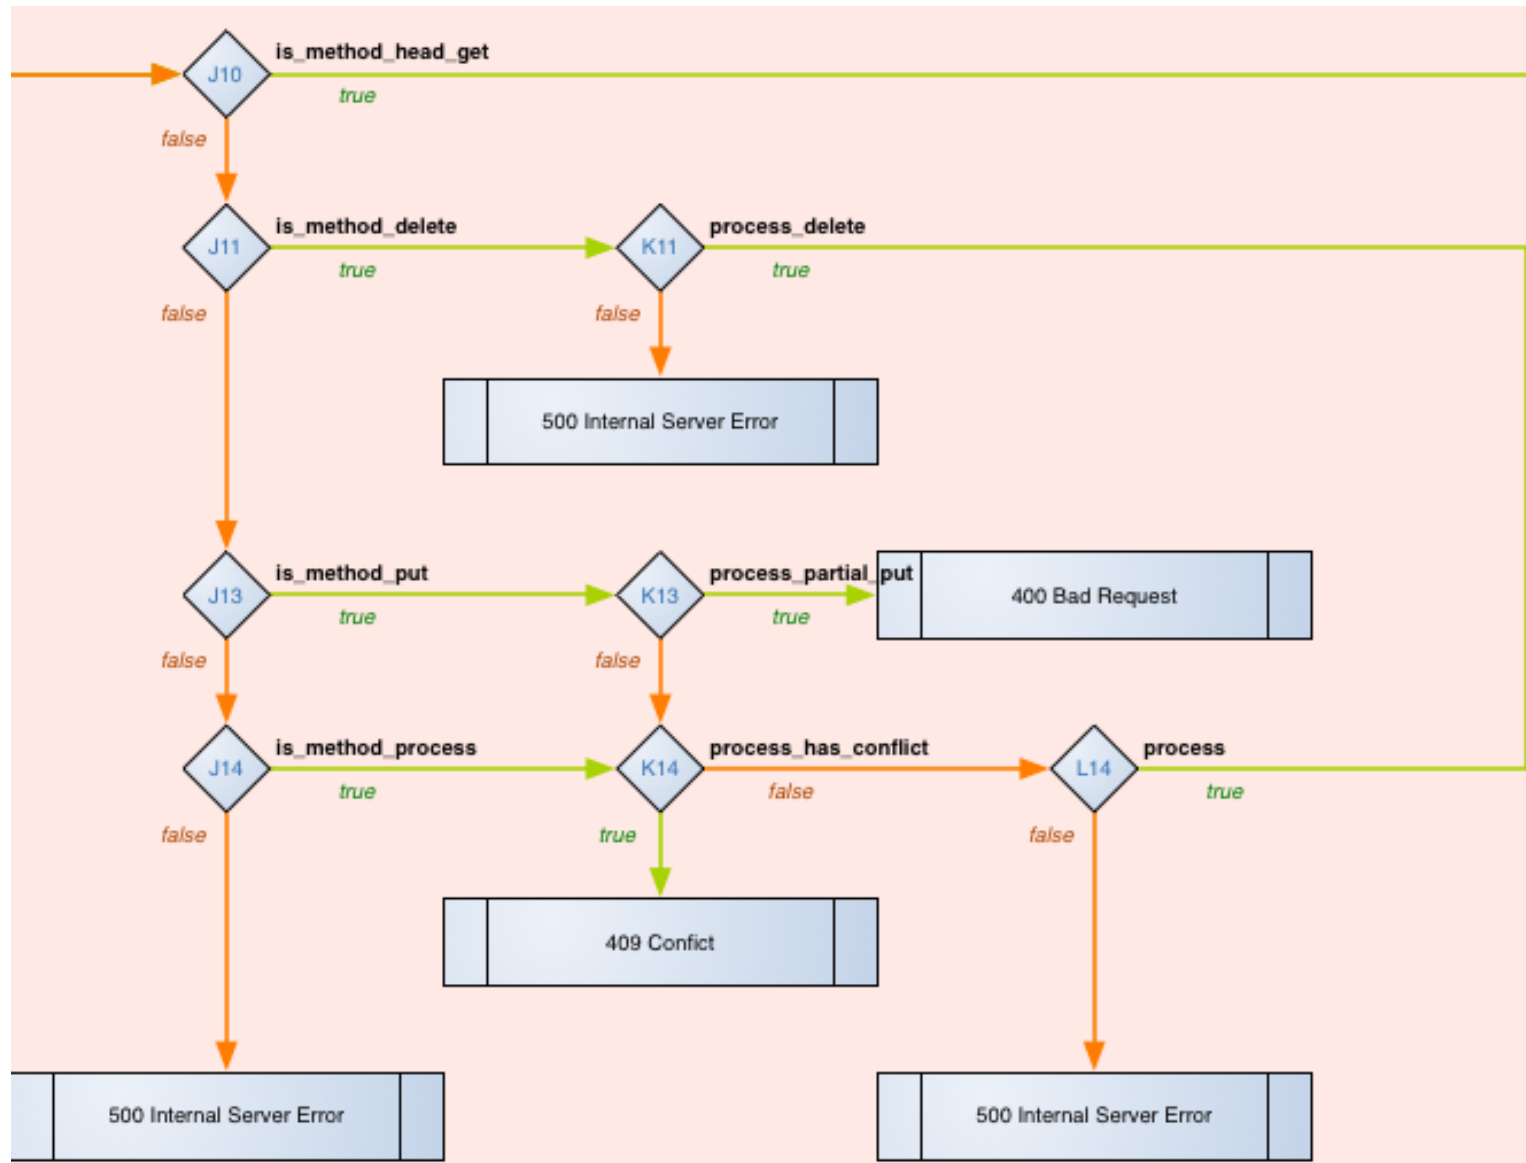 is_method_head_get
J10
true
false
is_method_delete
process_delete
J11
K11
true
true
false
false
500 Internal Server Error
is_method_put
process_partial_put
J13
K13
400 Bad Request
true
true
false
false
is_method_process
process_has_conflict
process
J14
K14
L14
true
false
true
false
true
false
409 Confict
500 Internal Server Error
500 Internal Server Error